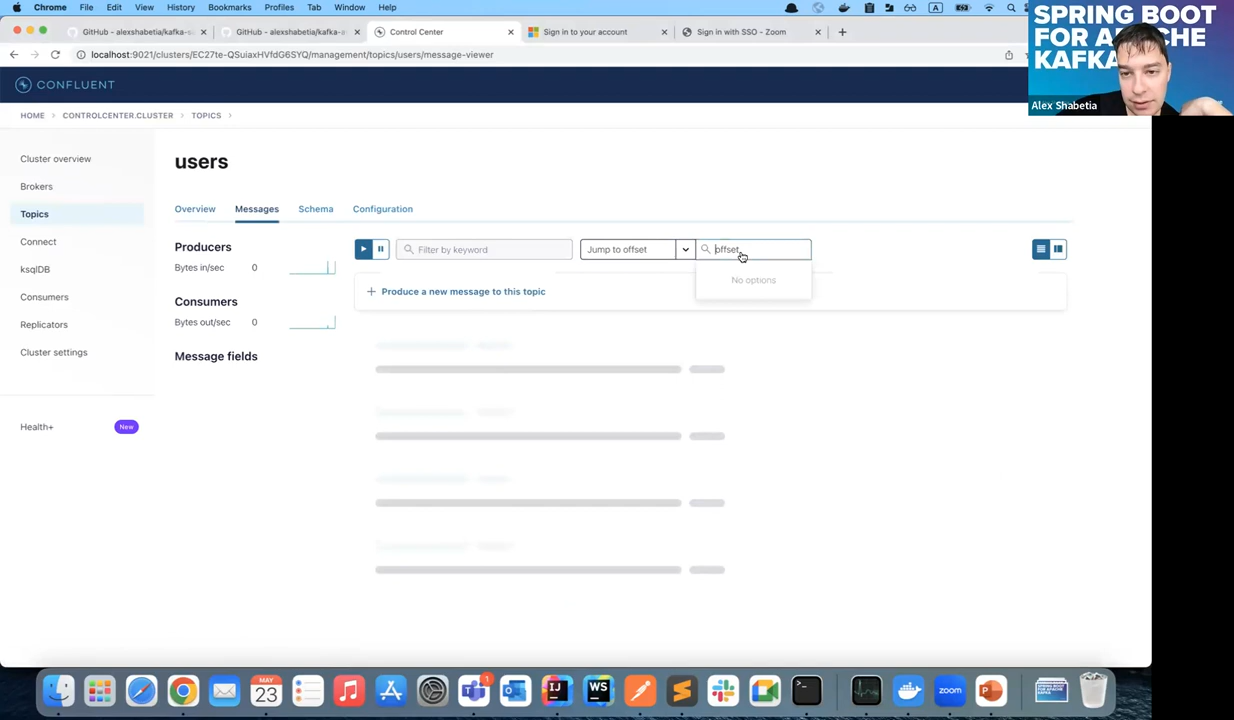 Chrome File Edit View History Bookmarks Profiles Tab Window Help
GitHub - alexshabetia/kafka-s
GitHub - alexshabetia/kafka-in
Control Center
Sign in to your account
Sign in with SSO - Zoom
localhost:9021/clusters/EC27te-QSuiaxHVfdG6SYQ/management/topics/users/message-viewer
SPRING BOOT
FOR APACHE
KAFKA
Alex Shabetia
CONFLUENT
HOME > CONTROLCENTER.CLUSTER > TOPICS >
Cluster overview
Brokers
Topics
Connect
ksqlDB
Consumers
Replicators
Cluster settings
Health+ New
users
Overview Messages Schema Configuration
Producers
Bytes in/sec 0
Consumers
Bytes out/sec 0
Message fields
Filter by keyword
Jump to offset
offset
No options
+ Produce a new message to this topic
MAY
23
1
IJ
WS
zoom